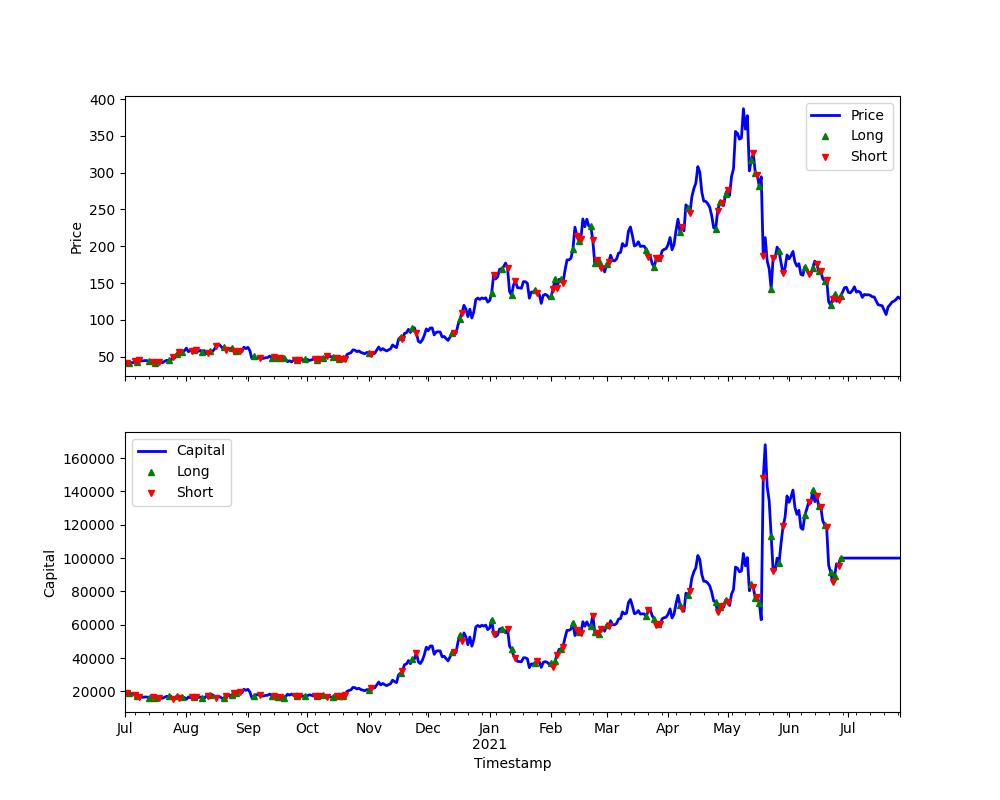 400
350
300
250
200
150
100
50
Price
Price
Long
Short
160000
140000
120000
100000
80000
60000
40000
20000
Capital
Capital
Long
Short
Jul Aug Sep Oct Nov Dec Jan Feb Mar Apr May Jun Jul
2021
Timestamp